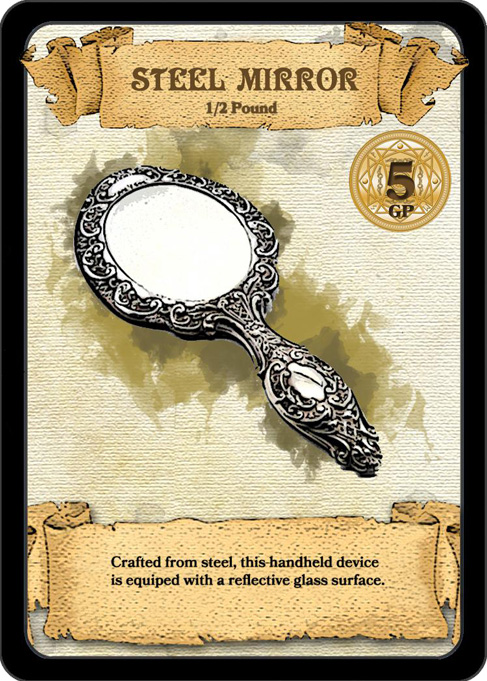 STEEL MIRROR
1/2 Pound
5
GP
Crafted from steel, this handheld device
is equiped with a reflective glass surface.